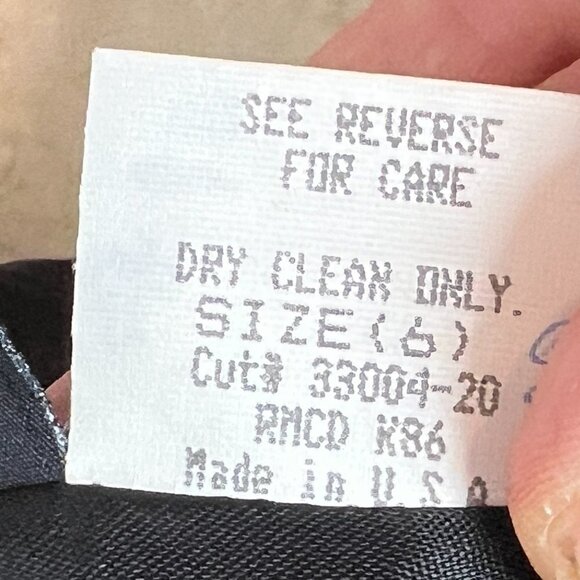 SEE REVERSE
FOR CARE
DRY CLEAN ONLY.
SIZE(6)
Cut# 33004-20
RMCD K86
Made in U.S.A